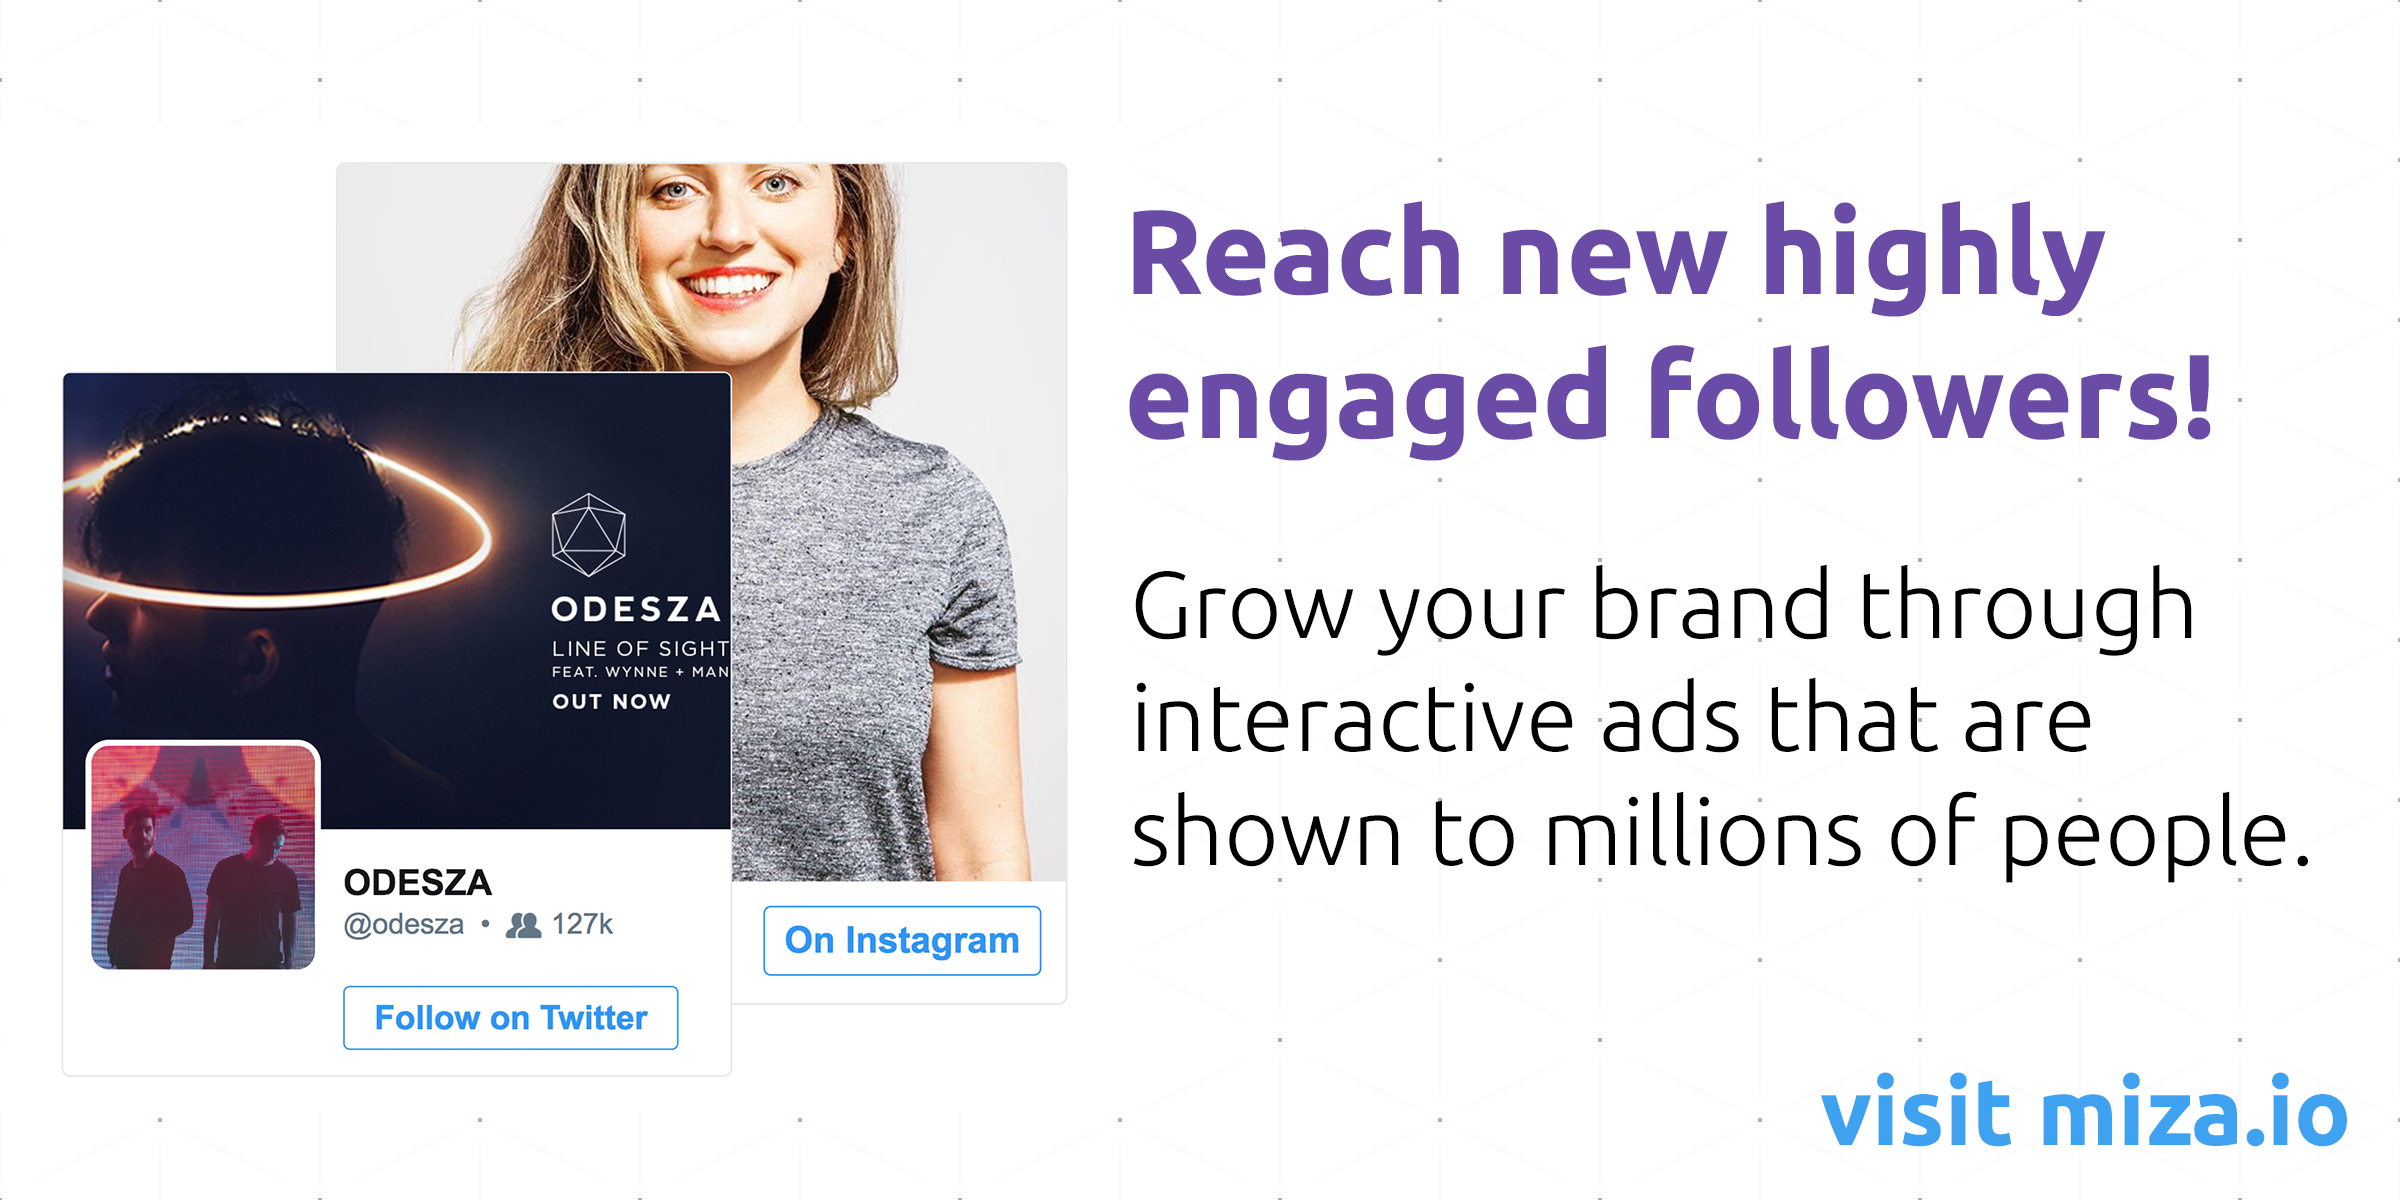 ODESZA
LINE OF SIGHT
FEAT. WYNNE + MAN
OUT NOW
ODESZA
@odesza • 127k
Follow on Twitter
On Instagram
Reach new highly
engaged followers!
Grow your brand through
interactive ads that are
shown to millions of people.
visit miza.io